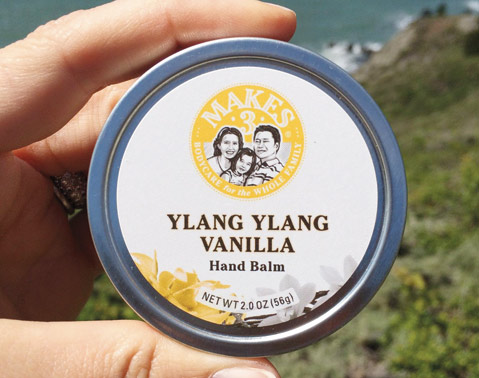 MAKES
3
BODYCARE for the WHOLE FAMILY
YLANG YLANG
VANILLA
Hand Balm
NET WT 2.0 OZ (56g)